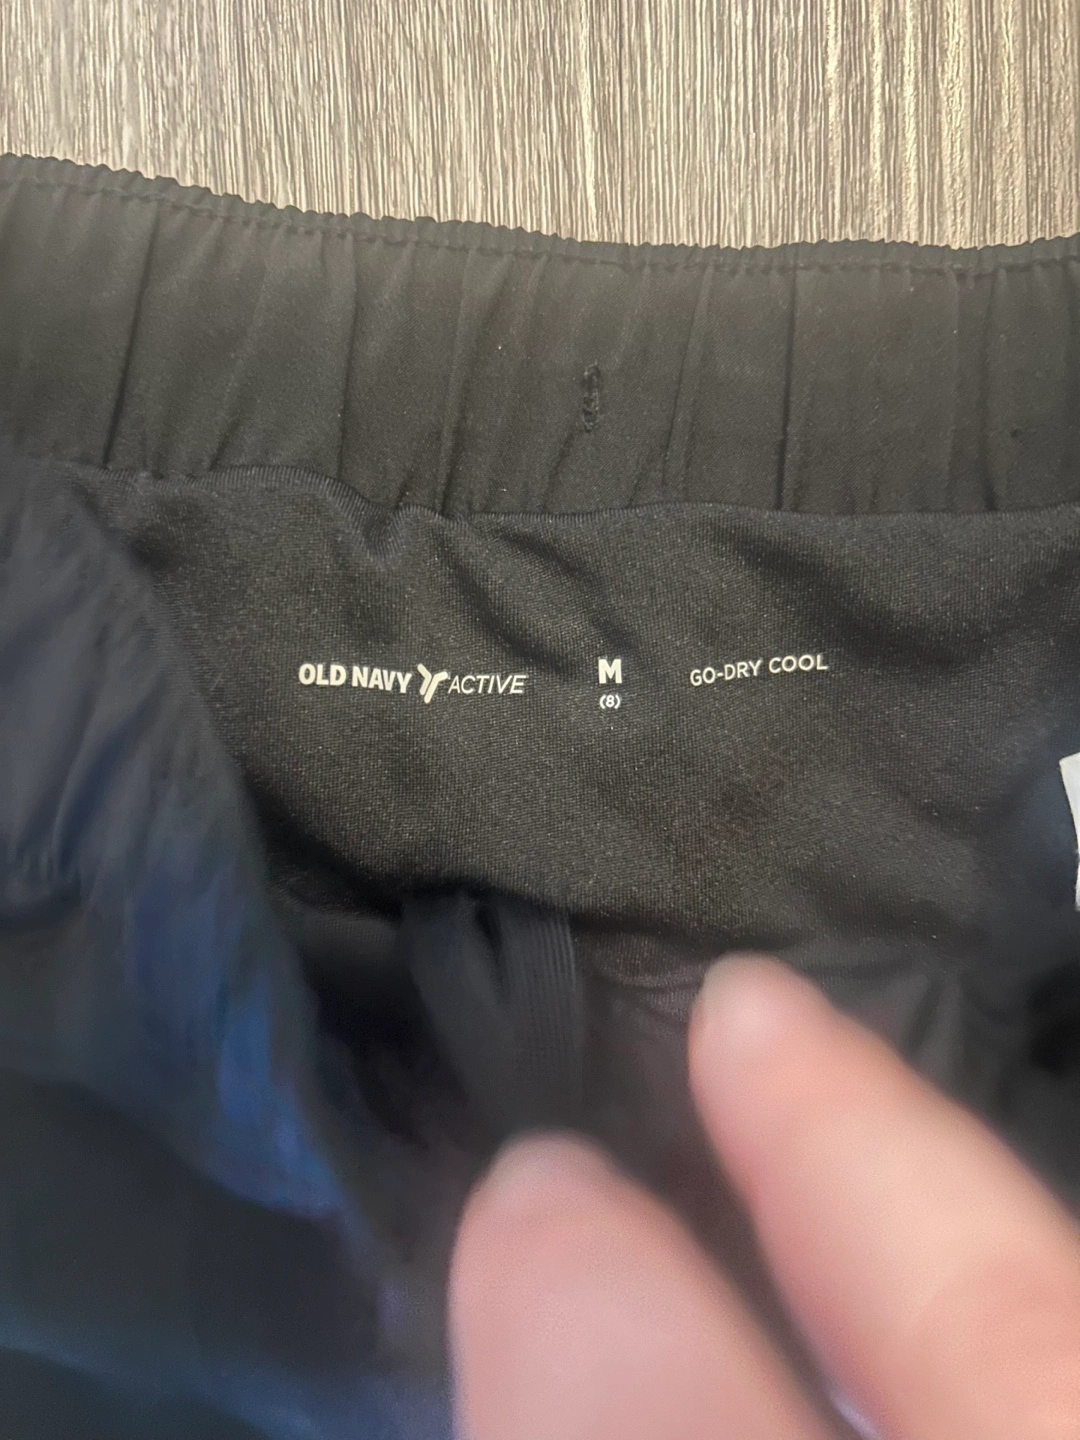 OLD NAVY ACTIVE
M
(8)
GO-DRY COOL